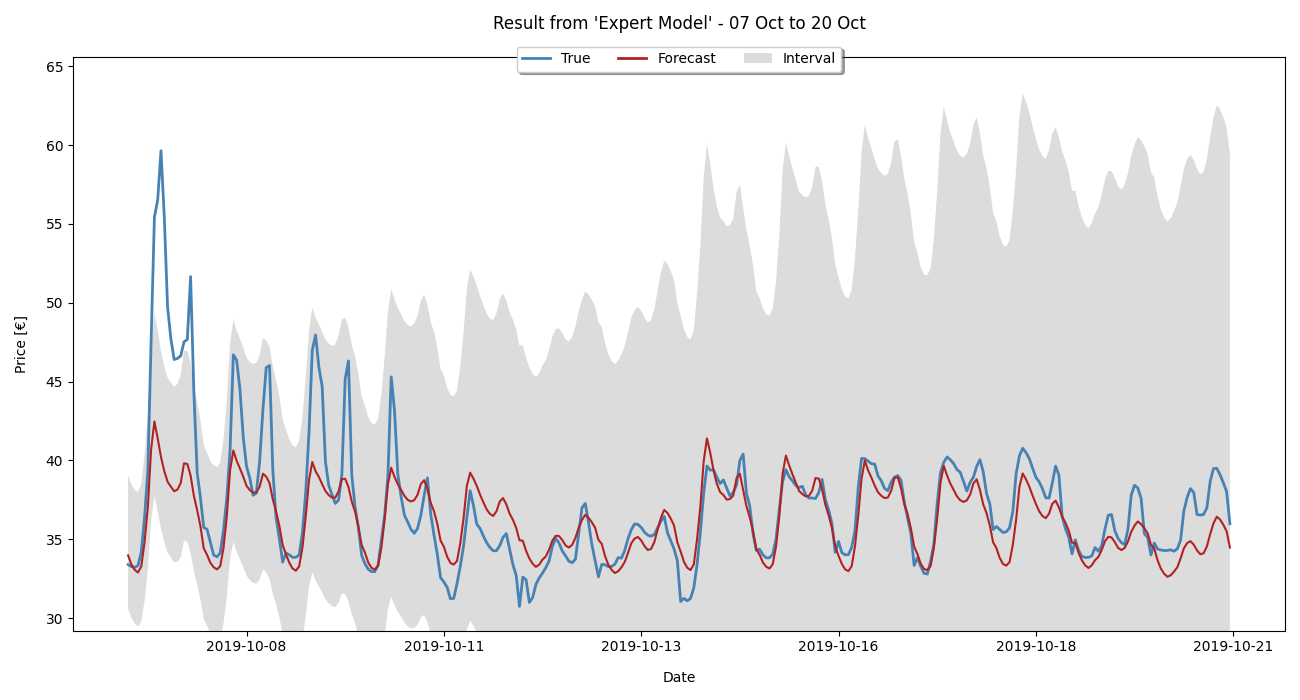 Result from 'Expert Model' - 07 Oct to 20 Oct
True Forecast Interval
65
60
55
50
45
40
35
30
Price [€]
2019-10-08 2019-10-11 2019-10-13 2019-10-16 2019-10-18 2019-10-21
Date